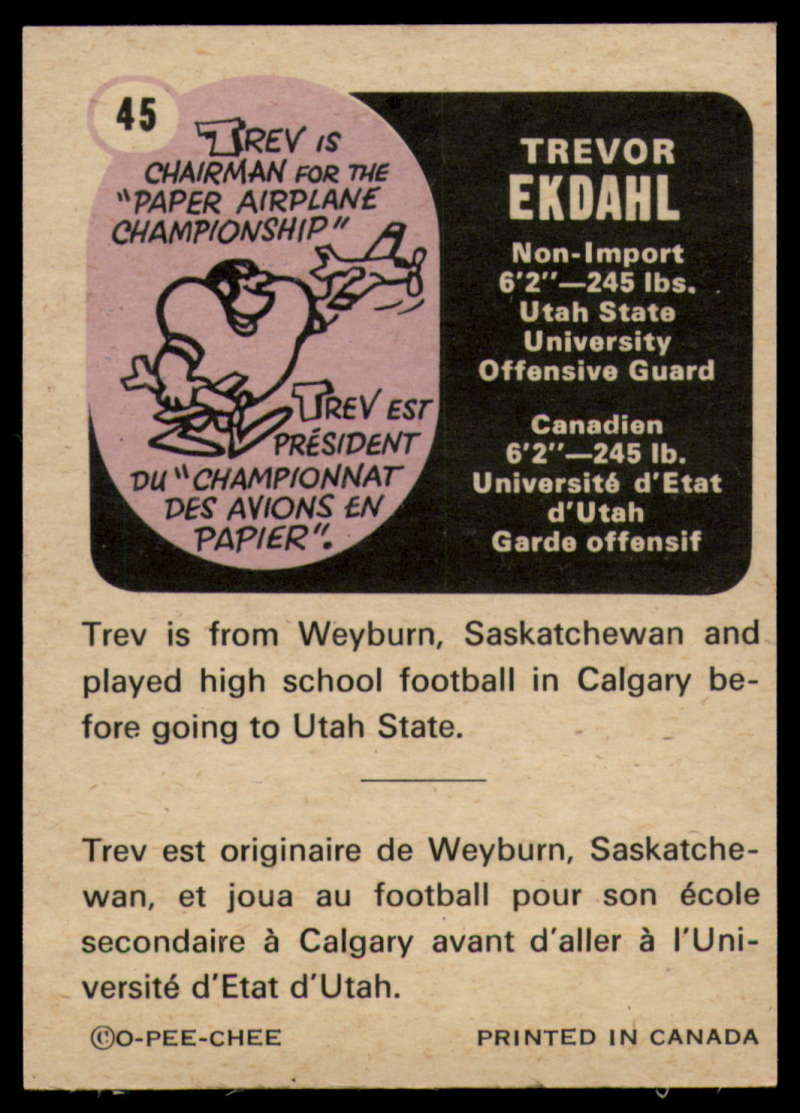 45
TREV IS
CHAIRMAN FOR THE
"PAPER AIRPLANE
CHAMPIONSHIP"
TREV EST
PRÉSIDENT
DU "CHAMPIONNAT
DES AVIONS EN
PAPIER".
TREVOR
EKDAHL
Non-Import
6'2"—245 lbs.
Utah State
University
Offensive Guard
Canadien
6'2"—245 lb.
Université d'Etat
d'Utah
Garde offensif
Trev is from Weyburn, Saskatchewan and
played high school football in Calgary be-
fore going to Utah State.
Trev est originaire de Weyburn, Saskatche-
wan, et joua au football pour son école
secondaire à Calgary avant d'aller à l'Uni-
versité d'Etat d'Utah.
©O-PEE-CHEE
PRINTED IN CANADA